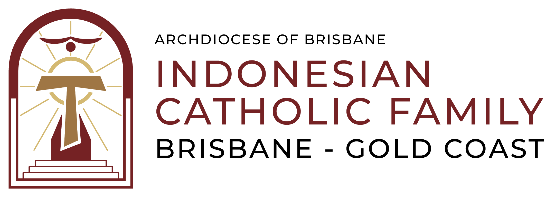 ARCHDIOCESE OF BRISBANE
INDONESIAN
CATHOLIC FAMILY
BRISBANE - GOLD COAST